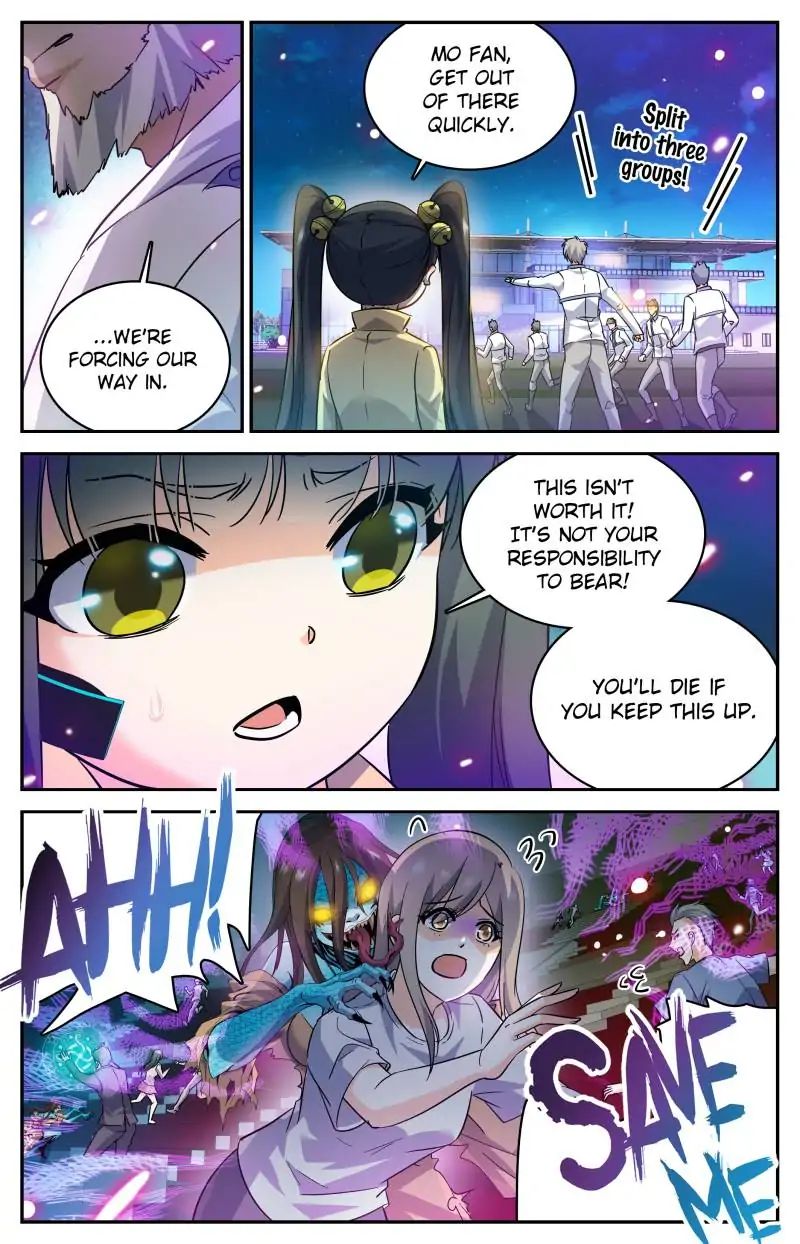 ...WE'RE
FORCING OUR
WAY IN.
MO FAN,
GET OUT
OF THERE
QUICKLY.
Split
into three
groups!
THIS ISN'T
WORTH IT!
IT'S NOT YOUR
RESPONSIBILITY
TO BEAR!
YOU'LL DIE IF
YOU KEEP THIS UP.
AHH!
SAVE
ME